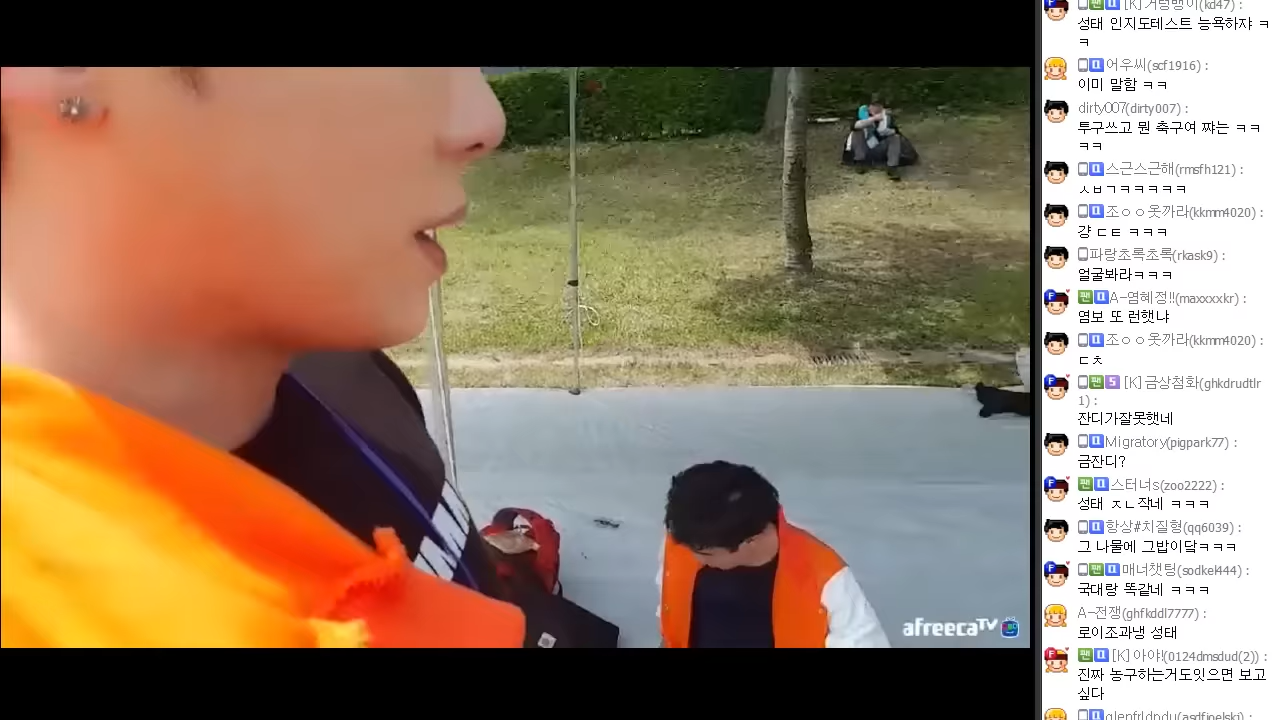 [K]거렁뱅이(kd47) :
성태 인지도테스트 능욕하쟈 ㅋ
ㅋ
어우씨(scf1916) :
이미 말함 ㅋㅋ
dirty007(dirty007) :
투구쓰고 뭔 축구여 쨔는 ㅋㅋ
ㅋㅋ
스근스근해(rmsfh121) :
ㅅㅂㄱㅋㅋㅋㅋㅋ
조ㅇㅇ옷까라(kkmm4020) :
걍 ㄷㅌ ㅋㅋㅋ
파랑초록초록(rkask9) :
얼굴봐라ㅋㅋㅋ
A-염혜정!!(maxxxxkr) :
염보 또 런했냐
조ㅇㅇ옷까라(kkmm4020) :
ㄷㅊ
[K]금상첨화(ghkdrudtlr
1) :
잔디가잘못했네
Migratory(pigpark77) :
금잔디?
스터너s(zoo2222) :
성태 ㅈㄴ작네 ㅋㅋㅋ
항상#치질형(qq6039) :
그 나물에 그밥이닼ㅋㅋㅋ
매너챗팅(sodkel444) :
국대랑 똑같네 ㅋㅋㅋ
A-전쟁(ghfkddl7777) :
로이조과냉 성태
[K]아야!(0124dmsdud(2)) :
진짜 농구하는거도잇으면 보고
싶다
afreecaTV